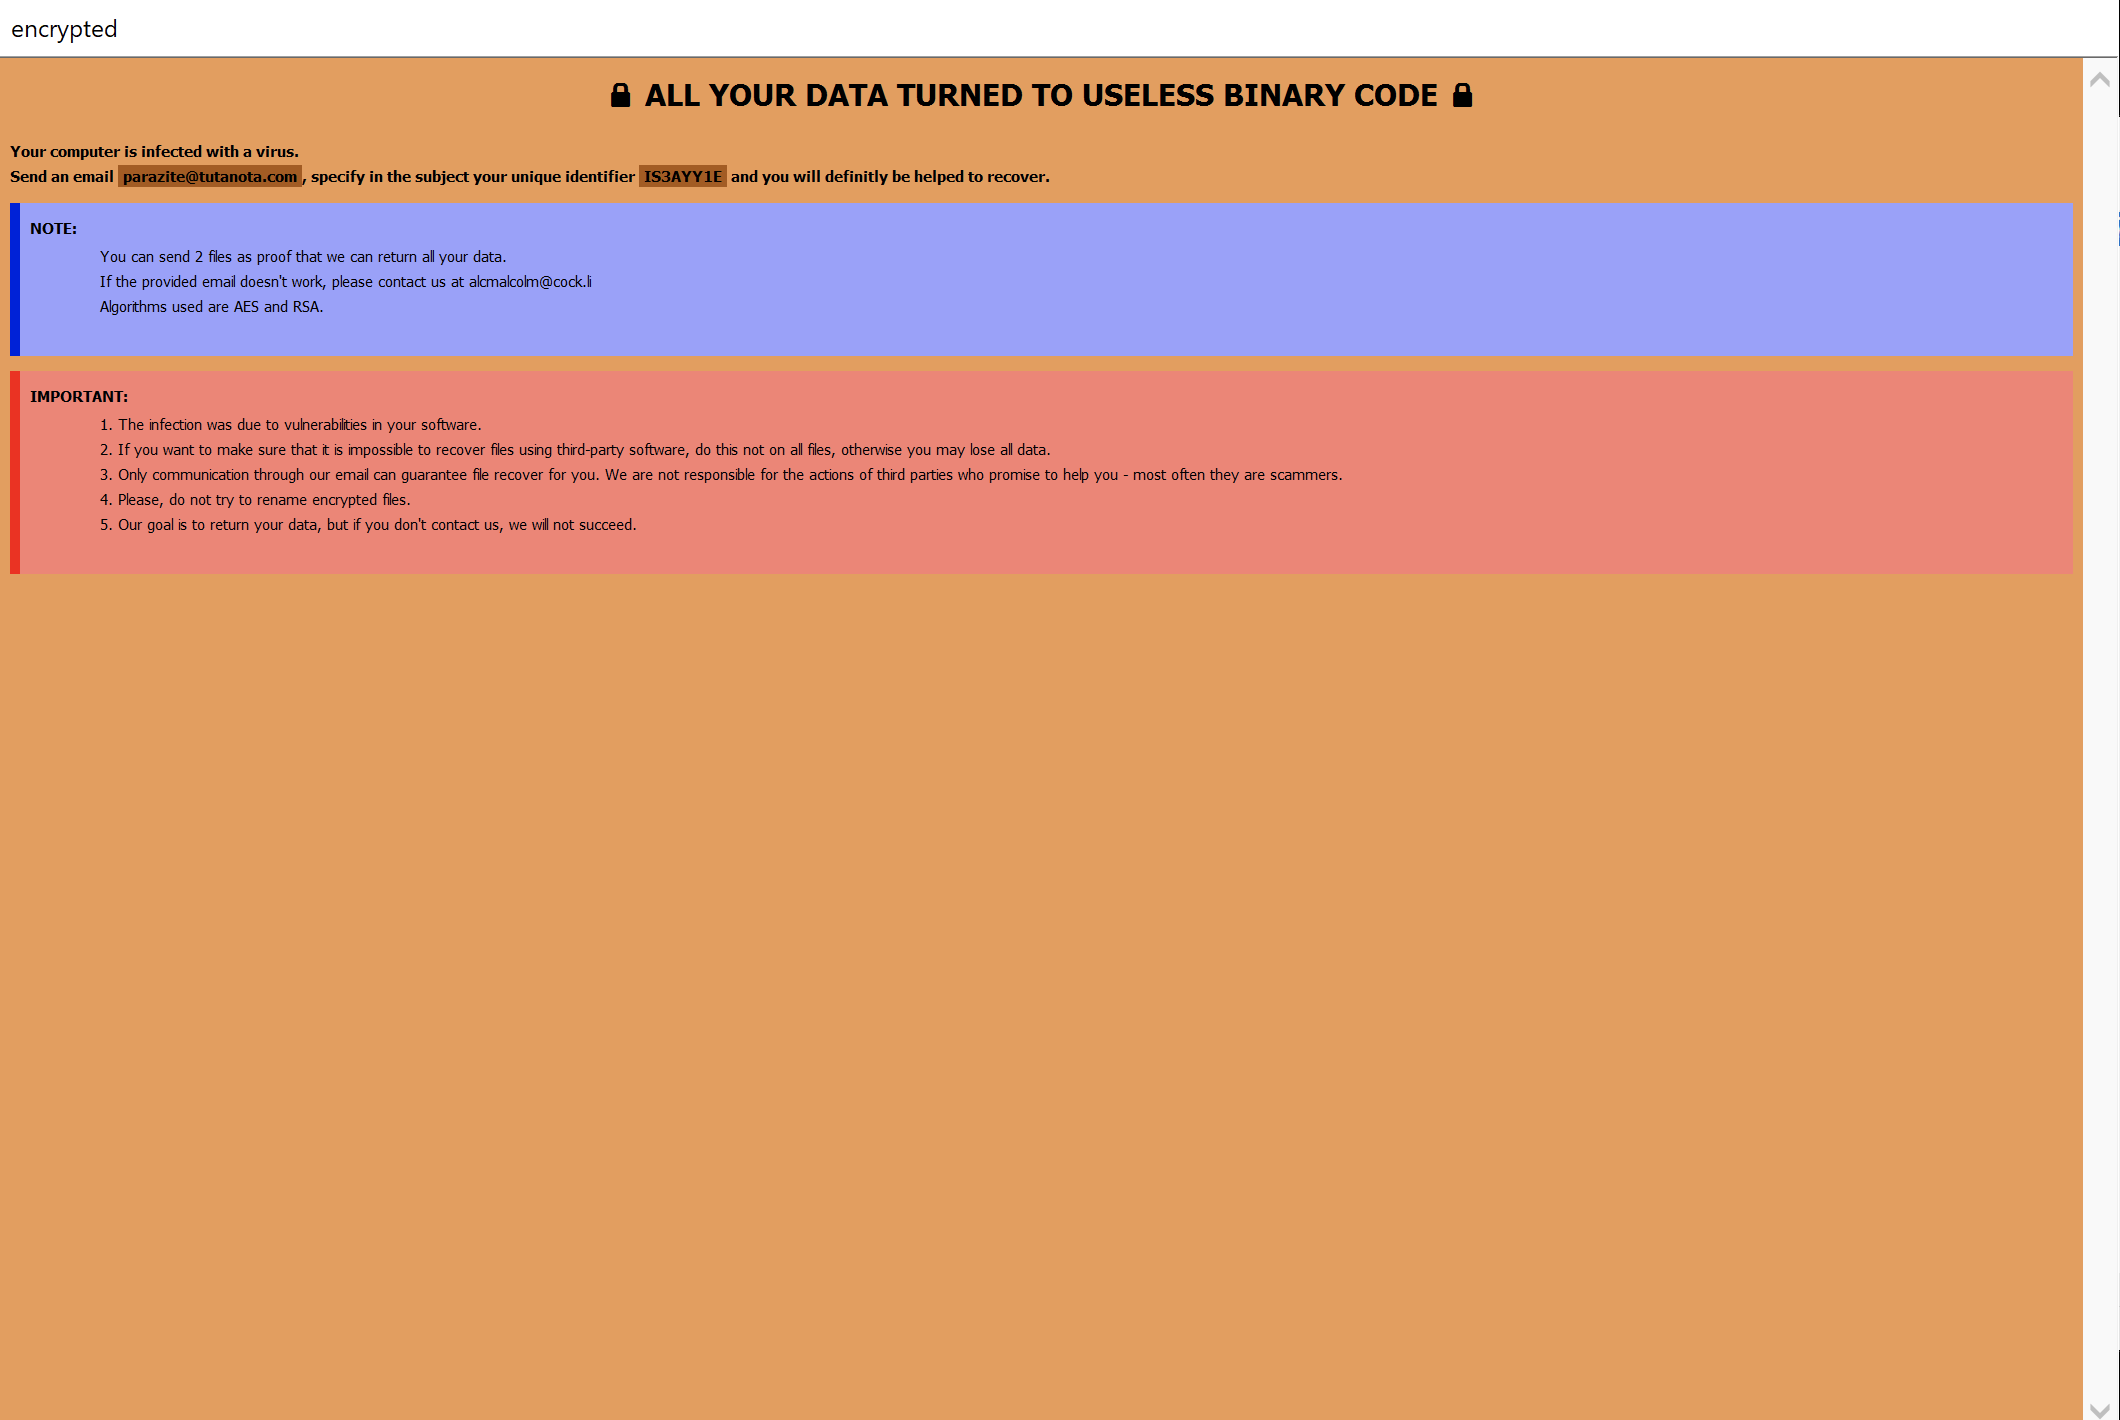 encrypted
🔒 ALL YOUR DATA TURNED TO USELESS BINARY CODE 🔒
Your computer is infected with a virus.
Send an email parazite@tutanota.com , specify in the subject your unique identifier IS3AYY1E and you will definitly be helped to recover.
NOTE:
You can send 2 files as proof that we can return all your data.
If the provided email doesn't work, please contact us at alcmalcolm@cock.li
Algorithms used are AES and RSA.
IMPORTANT:
1. The infection was due to vulnerabilities in your software.
2. If you want to make sure that it is impossible to recover files using third-party software, do this not on all files, otherwise you may lose all data.
3. Only communication through our email can guarantee file recover for you. We are not responsible for the actions of third parties who promise to help you - most often they are scammers.
4. Please, do not try to rename encrypted files.
5. Our goal is to return your data, but if you don't contact us, we will not succeed.